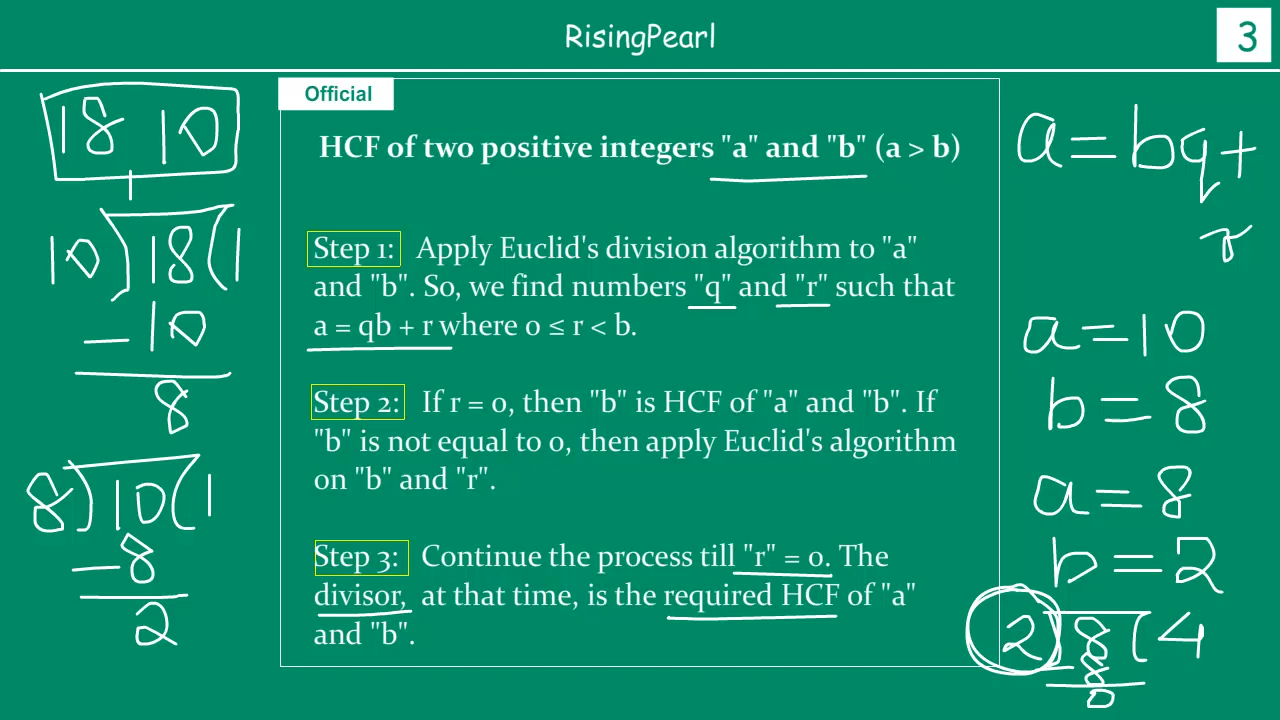 RisingPearl
3
Official
HCF of two positive integers "a" and "b" (a > b)
Step 1: Apply Euclid's division algorithm to "a"
and "b". So, we find numbers "q" and "r" such that
a = qb + r where 0 ≤ r < b.
Step 2: If r = 0, then "b" is HCF of "a" and "b". If
"b" is not equal to 0, then apply Euclid's algorithm
on "b" and "r".
Step 3: Continue the process till "r" = 0. The
divisor, at that time, is the required HCF of "a"
and "b".
18 10
10)18(1
-10
8
8)10(1
-8
2
a=bq+
r
a=10
b=8
a=8
b=2
2)8(4
-8
0